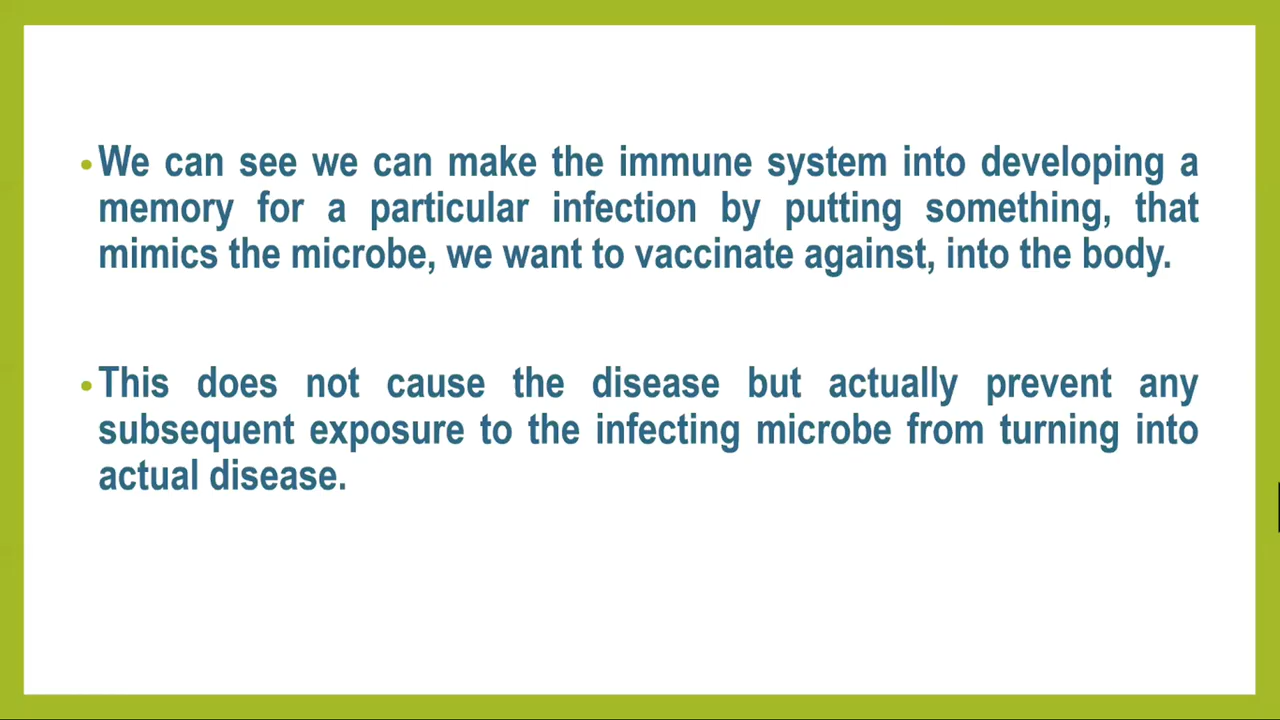 • We can see we can make the immune system into developing a
memory for a particular infection by putting something, that
mimics the microbe, we want to vaccinate against, into the body.
• This does not cause the disease but actually prevent any
subsequent exposure to the infecting microbe from turning into
actual disease.